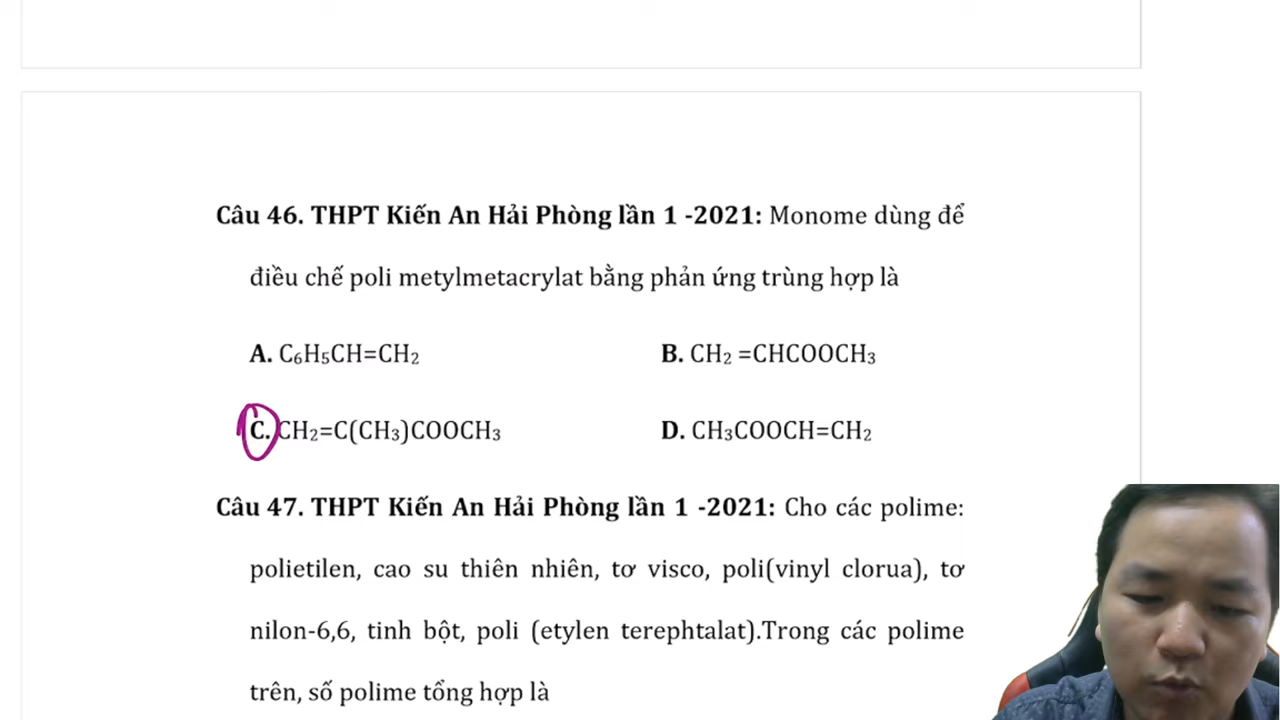 Câu 46. THPT Kiến An Hải Phòng lần 1 -2021: Monome dùng để
điều chế poli metylmetacrylat bằng phản ứng trùng hợp là
A. C₆H₅CH=CH₂ B. CH₂ =CHCOOCH₃
C. CH₂=C(CH₃)COOCH₃ D. CH₃COOCH=CH₂
Câu 47. THPT Kiến An Hải Phòng lần 1 -2021: Cho các polime:
polietilen, cao su thiên nhiên, tơ visco, poli(vinyl clorua), tơ
nilon-6,6, tinh bột, poli (etylen terephtalat).Trong các polime
trên, số polime tổng hợp là